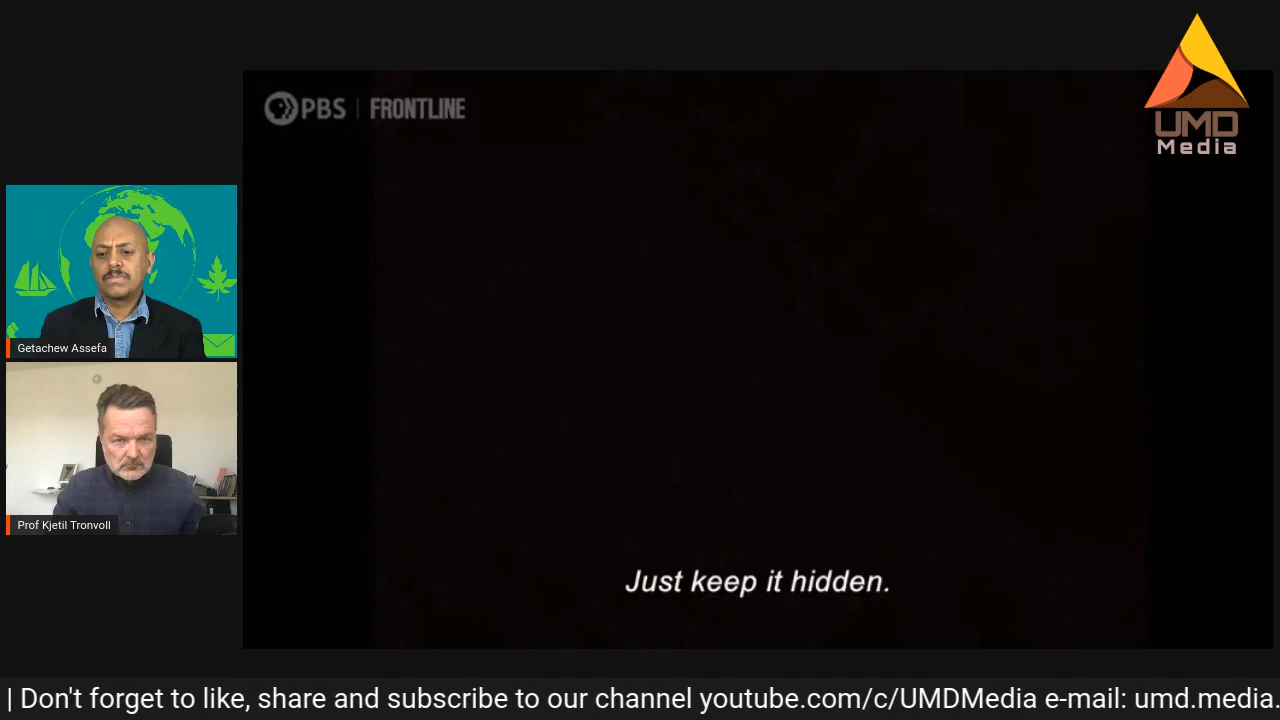 PBS | FRONTLINE
UMD
Media
Getachew Assefa
Prof Kjetil Tronvoll
Just keep it hidden.
| Don't forget to like, share and subscribe to our channel youtube.com/c/UMDMedia e-mail: umd.media.